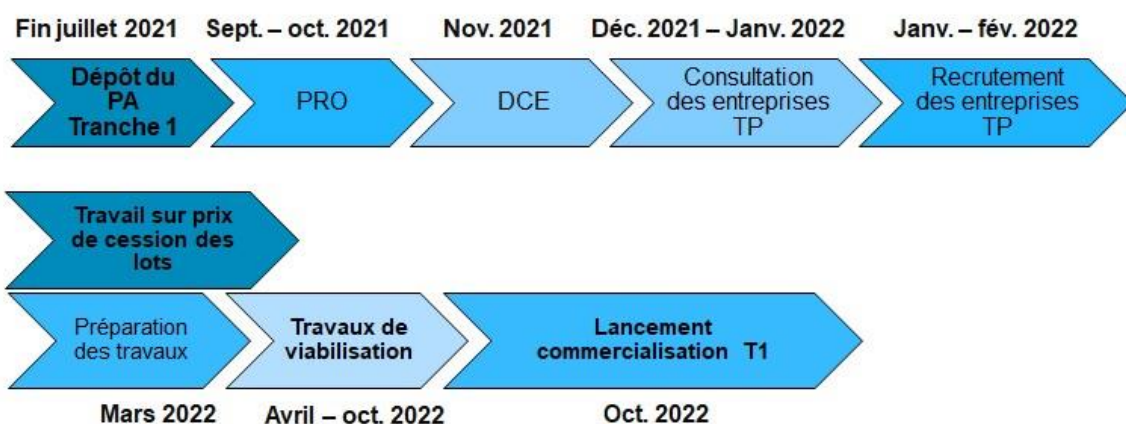 Fin juillet 2021 Sept. – oct. 2021 Nov. 2021 Déc. 2021 – Janv. 2022 Janv. – fév. 2022
Dépôt du
PA
Tranche 1
PRO
DCE
Consultation
des entreprises
TP
Recrutement
des entreprises
TP
Travail sur prix
de cession des
lots
Préparation
des travaux
Travaux de
viabilisation
Lancement
commercialisation T1
Mars 2022 Avril – oct. 2022 Oct. 2022